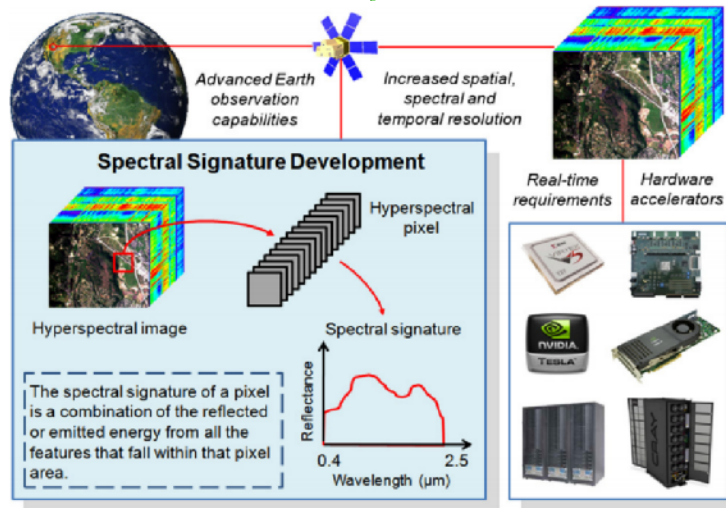 Advanced Earth
observation
capabilities
Increased spatial,
spectral and
temporal resolution
Spectral Signature Development
Hyperspectral
pixel
Hyperspectral image
Spectral signature
The spectral signature of a pixel
is a combination of the reflected
or emitted energy from all the
features that fall within that pixel
area.
Reflectance
0.4
2.5
Wavelength (µm)
Real-time
requirements
Hardware
accelerators
NVIDIA
TESLA
CRAY